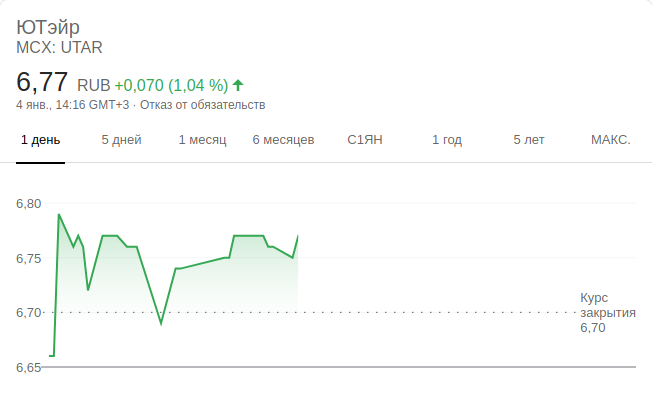 ЮТэйр
MCX: UTAR
6,77 RUB +0,070 (1,04 %)
4 янв., 14:16 GMT+3 · Отказ от обязательств
1 день 5 дней 1 месяц 6 месяцев С1ЯН 1 год 5 лет МАКС.
6,80
6,75
Курс
6,70 закрытия
6,70
6,65